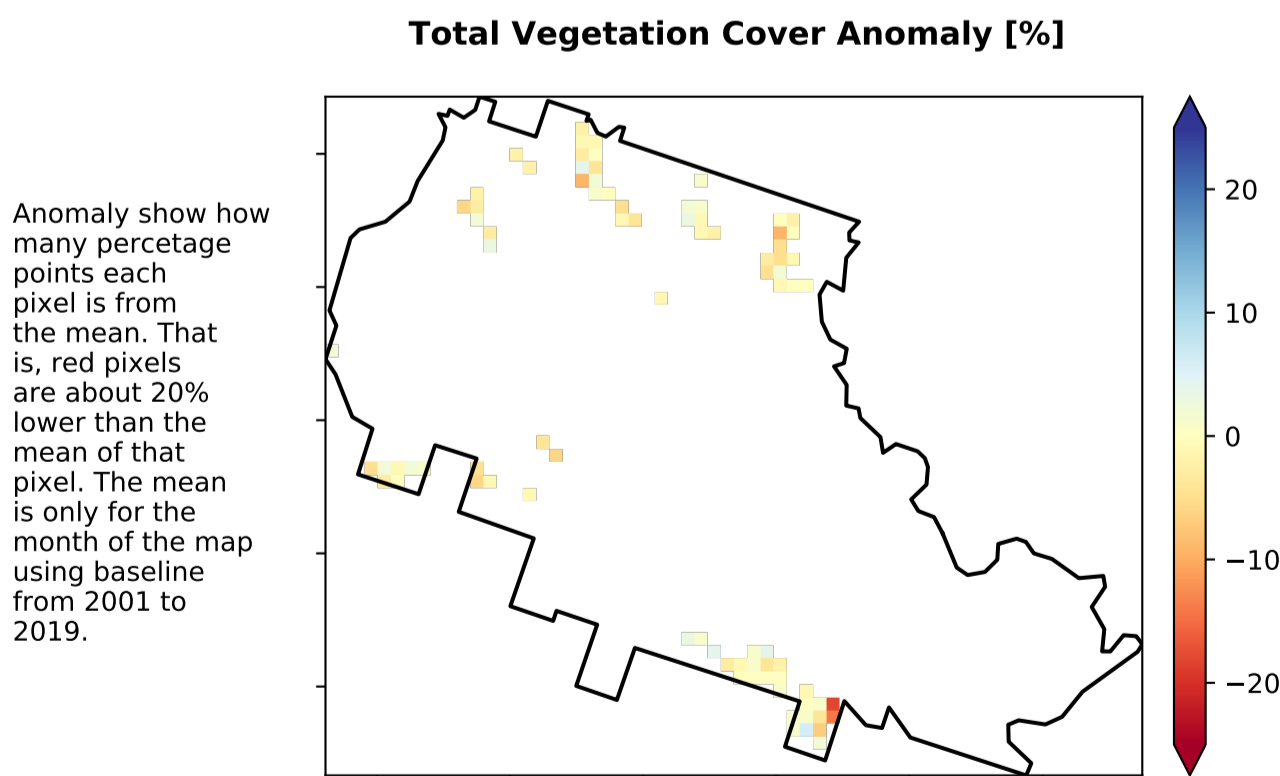 Total Vegetation Cover Anomaly [%]
Anomaly show how
many percetage
points each
pixel is from
the mean. That
is, red pixels
are about 20%
lower than the
mean of that
pixel. The mean
is only for the
month of the map
using baseline
from 2001 to
2019.
20
10
0
−10
−20